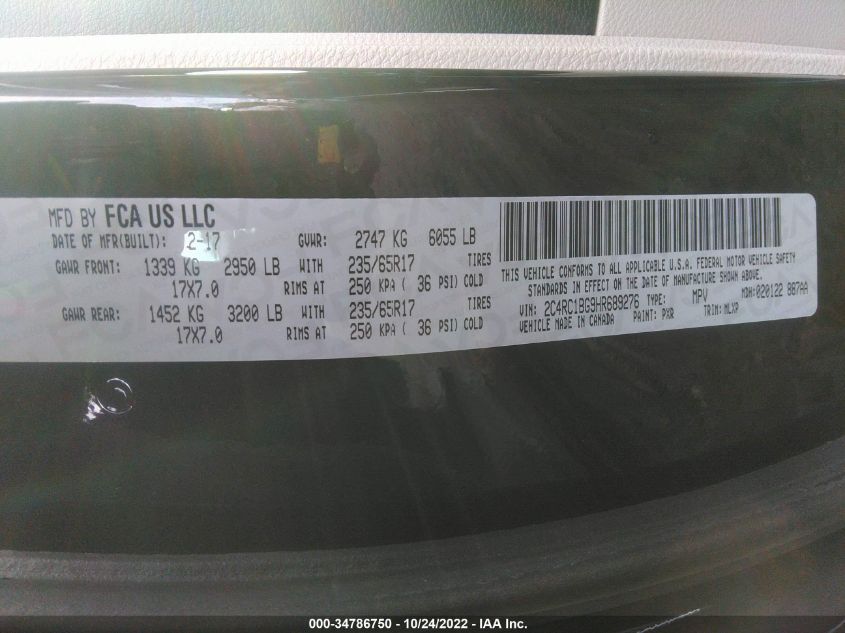 MFD BY FCA US LLC
DATE OF MFR(BUILT): 2-17 GVWR: 2747 KG 6055 LB
GAWR FRONT: 1339 KG 2950 LB WITH 235/65R17 TIRES
17X7.0 RIMS AT 250 KPA ( 36 PSI) COLD
GAWR REAR: 1452 KG 3200 LB WITH 235/65R17 TIRES
17X7.0 RIMS AT 250 KPA ( 36 PSI) COLD
THIS VEHICLE CONFORMS TO ALL APPLICABLE U.S.A. FEDERAL MOTOR VEHICLE SAFETY
STANDARDS IN EFFECT ON THE DATE OF MANUFACTURE SHOWN ABOVE.
VIN: 2C4RC1BG9HR689276 TYPE: MPV MDH:020122 887AA
VEHICLE MADE IN CANADA PAINT: PXR TRIM: MLXP
000-34786750 - 10/24/2022 - IAA Inc.